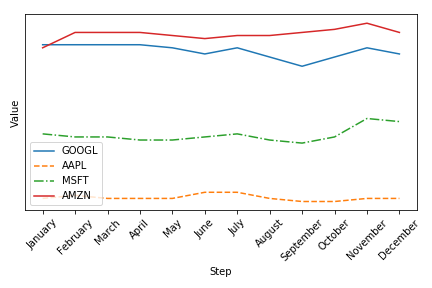 Value
GOOGL
AAPL
MSFT
AMZN
January
February
March
April
May
June
July
August
September
October
November
December
Step